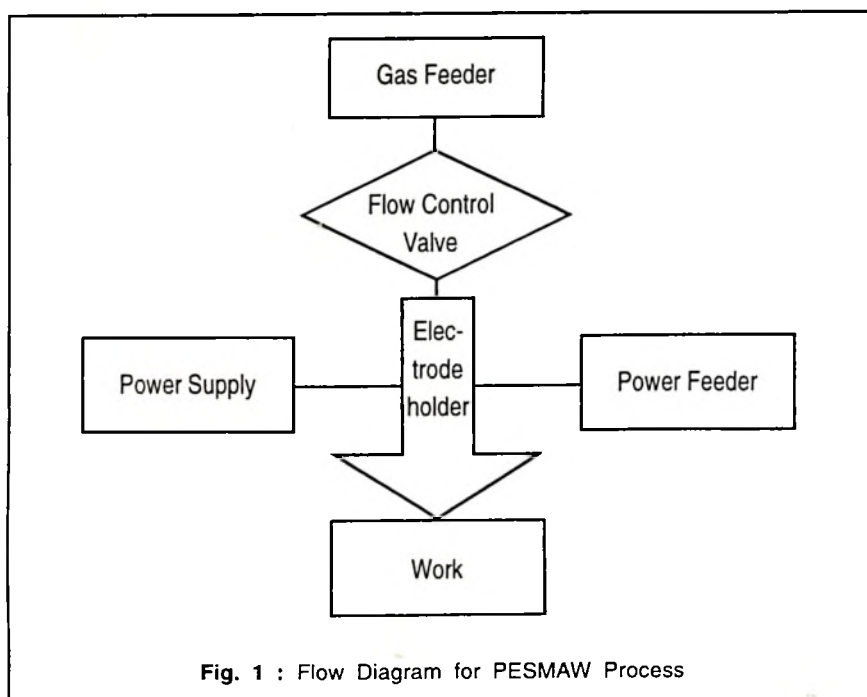 Gas Feeder
Flow Control
Valve
Elec-
trode
holder
Power Supply
Power Feeder
Work
Fig. 1 : Flow Diagram for PESMAW Process